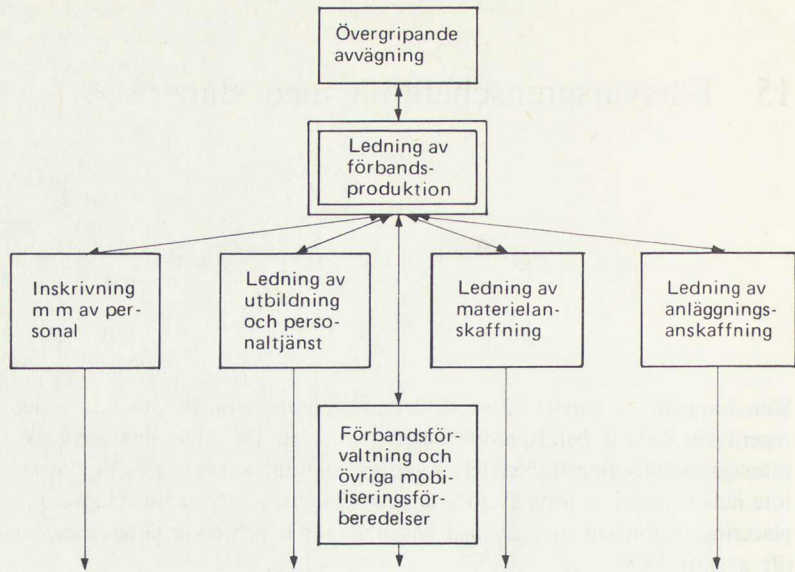 Övergripande
avvägning
Ledning av
förbands-
produktion
Inskrivning
m m av per-
sonal
Ledning av
utbildning
och perso-
naltjänst
Ledning av
materielan-
skaffning
Ledning av
anläggnings-
anskaffning
Förbandsför-
valtning och
övriga mobi-
liseringsför-
beredelser